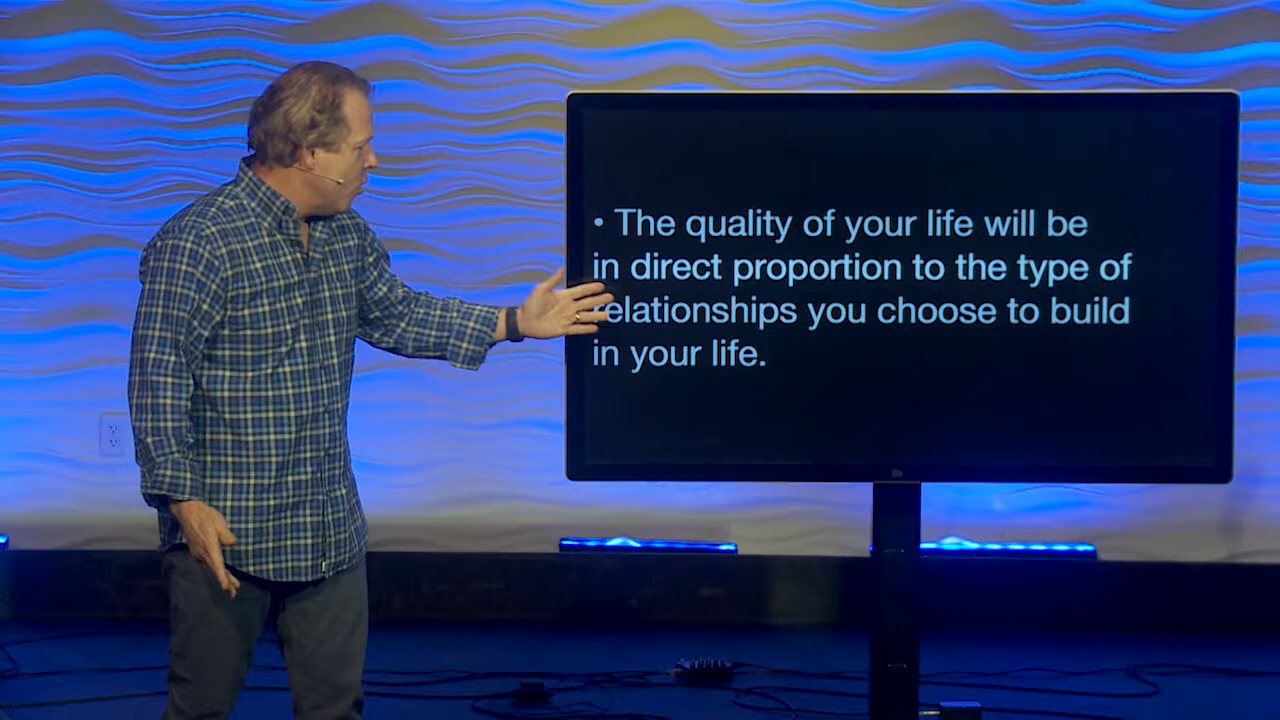 • The quality of your life will be
in direct proportion to the type of
relationships you choose to build
in your life.